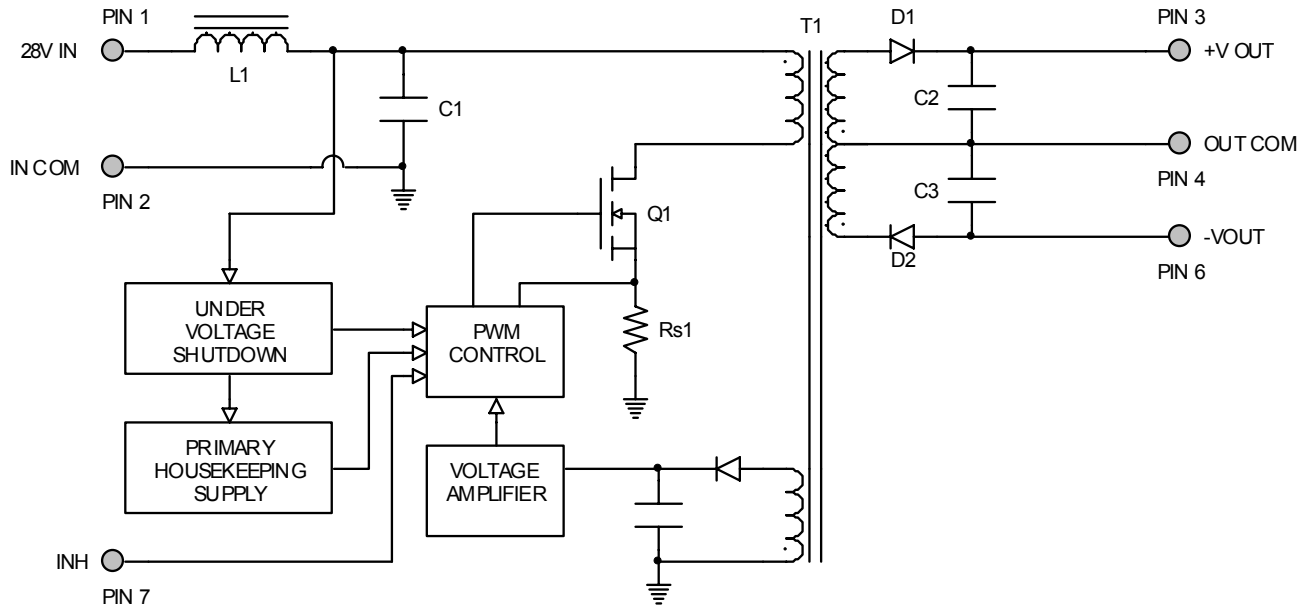 PIN 1
28V IN
L1
C1
IN COM
PIN 2
T1
D1
PIN 3
+V OUT
C2
OUT COM
PIN 4
C3
D2
-VOUT
PIN 6
Q1
Rs1
UNDER
VOLTAGE
SHUTDOWN
PWM
CONTROL
PRIMARY
HOUSEKEEPING
SUPPLY
VOLTAGE
AMPLIFIER
INH
PIN 7